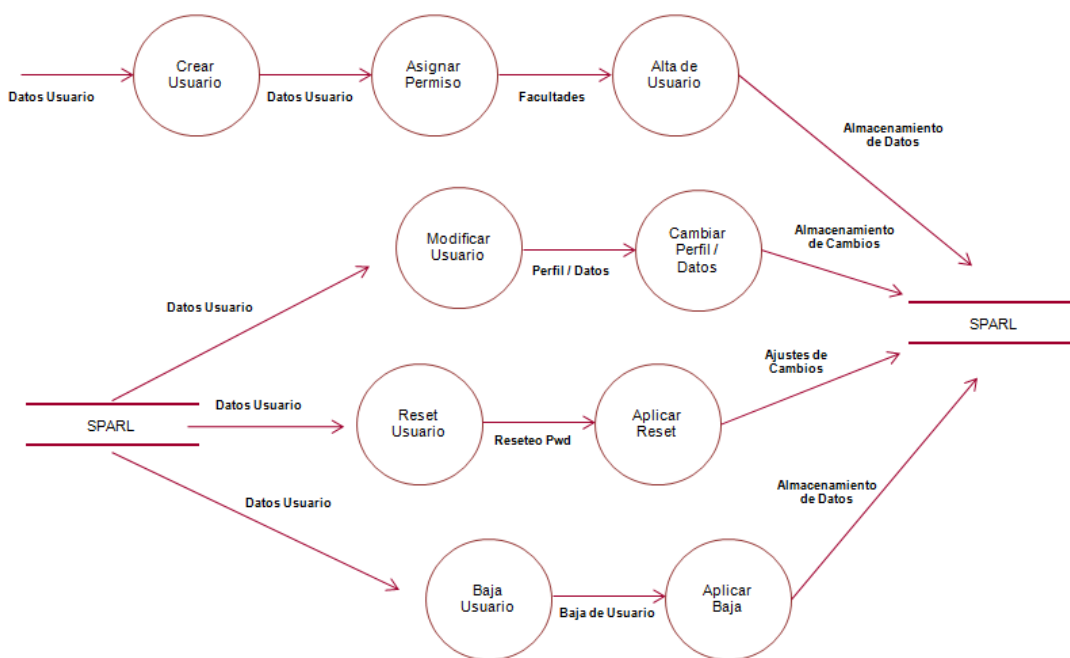 Crear
Usuario
Asignar
Permiso
Alta de
Usuario
Datos Usuario
Datos Usuario
Facultades
Almacenamiento
de Datos
Modificar
Usuario
Cambiar
Perfil /
Datos
Almacenamiento
de Cambios
Perfil / Datos
Datos Usuario
SPARL
Ajustes de
Cambios
Datos Usuario
Reset
Usuario
Aplicar
Reset
SPARL
Reseteo Pwd
Almacenamiento
de Datos
Datos Usuario
Baja
Usuario
Aplicar
Baja
Baja de Usuario